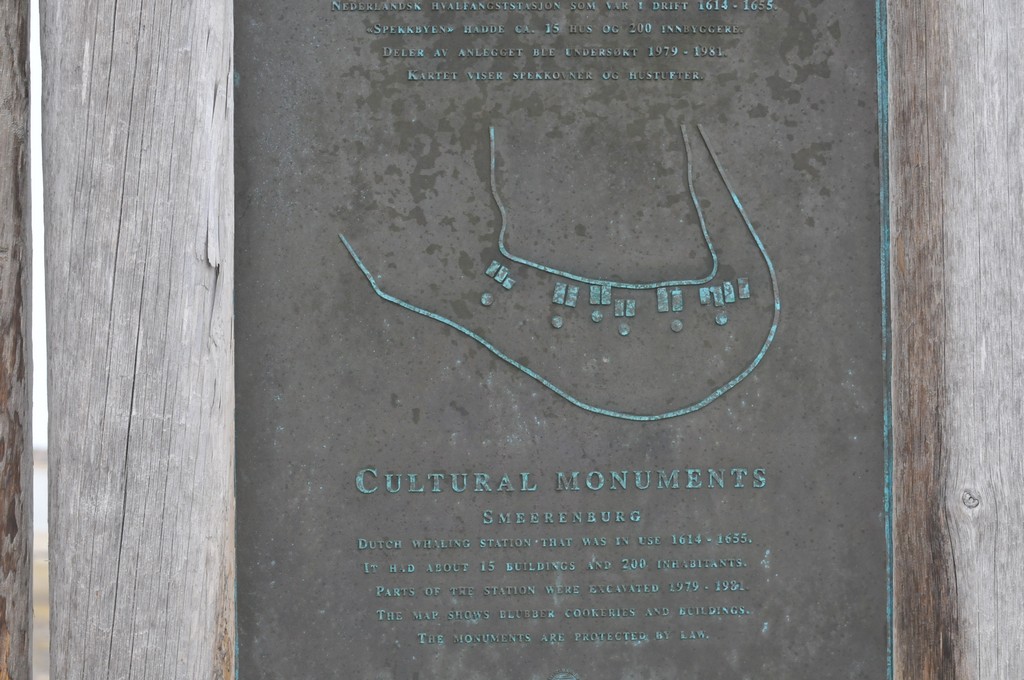 NEDERLANDSK HVALFANGSTSTASJON SOM VAR I DRIFT 1614 - 1655.
«SPEKKBYEN» HADDE CA. 15 HUS OG 200 INNBYGGERE.
DELER AV ANLEGGET BLE UNDERSØKT 1979 - 1981.
KARTET VISER SPEKKOVNER OG HUSTUFTER.
CULTURAL MONUMENTS
SMEERENBURG
DUTCH WHALING STATION THAT WAS IN USE 1614 - 1655.
IT HAD ABOUT 15 BUILDINGS AND 200 INHABITANTS.
PARTS OF THE STATION WERE EXCAVATED 1979 - 1981.
THE MAP SHOWS BLUBBER COOKERIES AND BUILDINGS.
THE MONUMENTS ARE PROTECTED BY LAW.